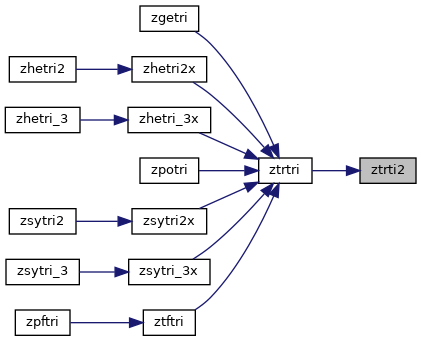 zgetri
zhetri2
zhetri2x
zhetri_3
zhetri_3x
zpotri
ztrtri
ztrti2
zsytri2
zsytri2x
zsytri_3
zsytri_3x
zpftri
ztftri